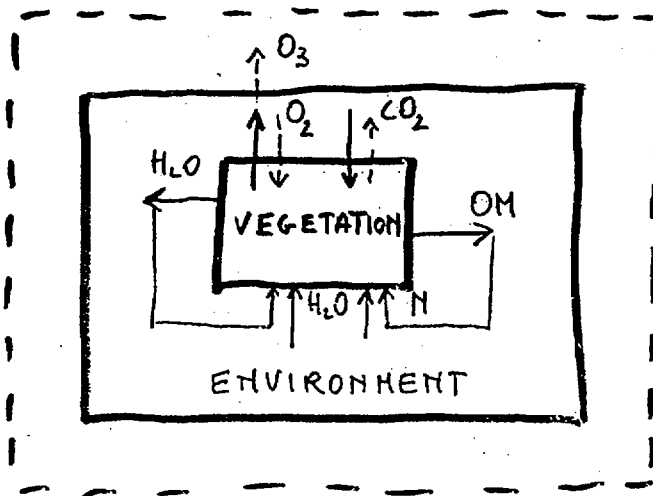 O₃
O₂ CO₂
H₂O
VEGETATION
OM
H₂O N
ENVIRONMENT